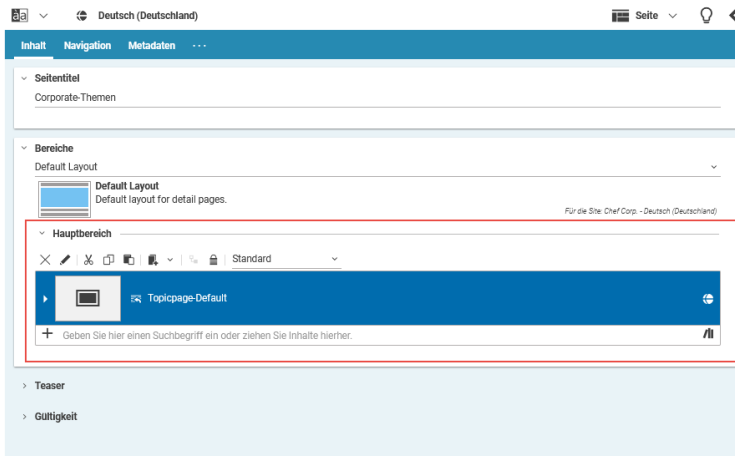 āa
Deutsch (Deutschland)
Seite
Inhalt Navigation Metadaten ···
Seitentitel
Corporate-Themen
Bereiche
Default Layout
Default Layout
Default layout for detail pages.
Für die Site: Chef Corp. - Deutsch (Deutschland)
Hauptbereich
Standard
Topicpage-Default
Geben Sie hier einen Suchbegriff ein oder ziehen Sie Inhalte hierher.
Teaser
Gültigkeit